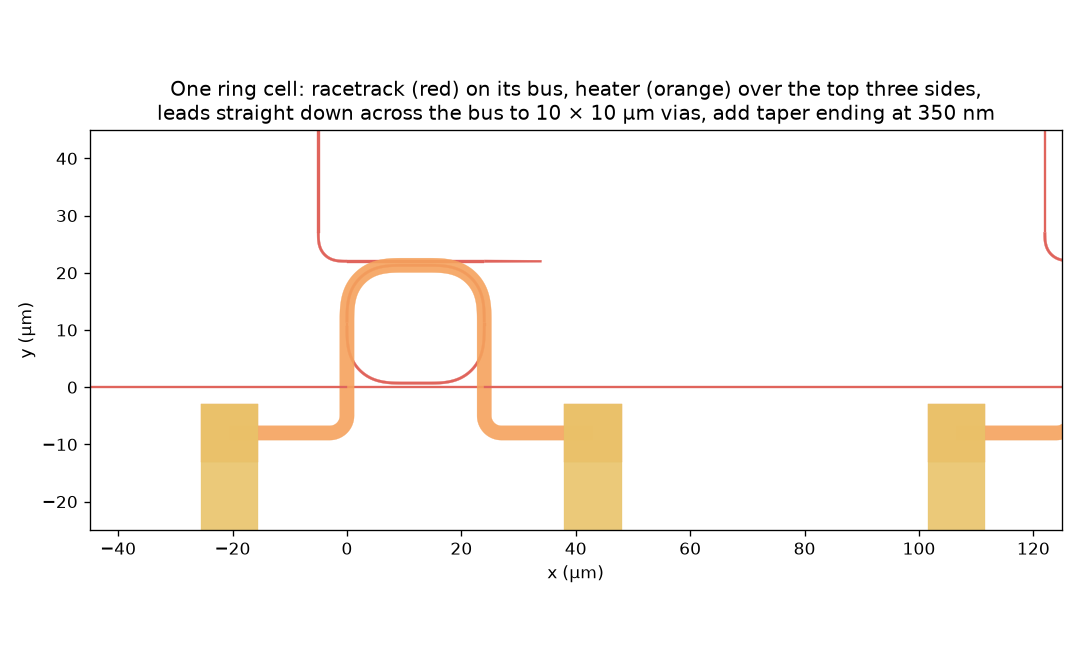 One ring cell: racetrack (red) on its bus, heater (orange) over the top three sides,
leads straight down across the bus to 10 × 10 µm vias, add taper ending at 350 nm
40
30
20
10
0
−10
−20
y (µm)
−40 −20 0 20 40 60 80 100 120
x (µm)